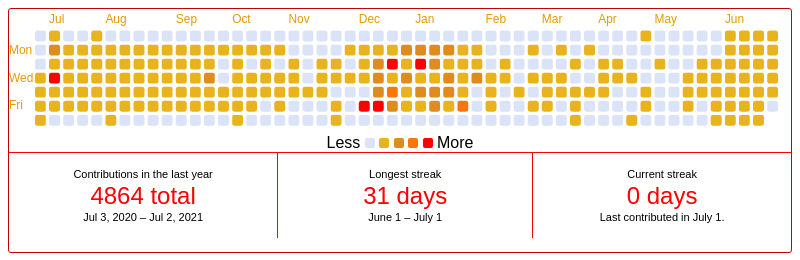 Jul Aug Sep Oct Nov Dec Jan Feb Mar Apr May Jun
Mon
Wed
Fri
Less More
Contributions in the last year
4864 total
Jul 3, 2020 – Jul 2, 2021
Longest streak
31 days
June 1 – July 1
Current streak
0 days
Last contributed in July 1.